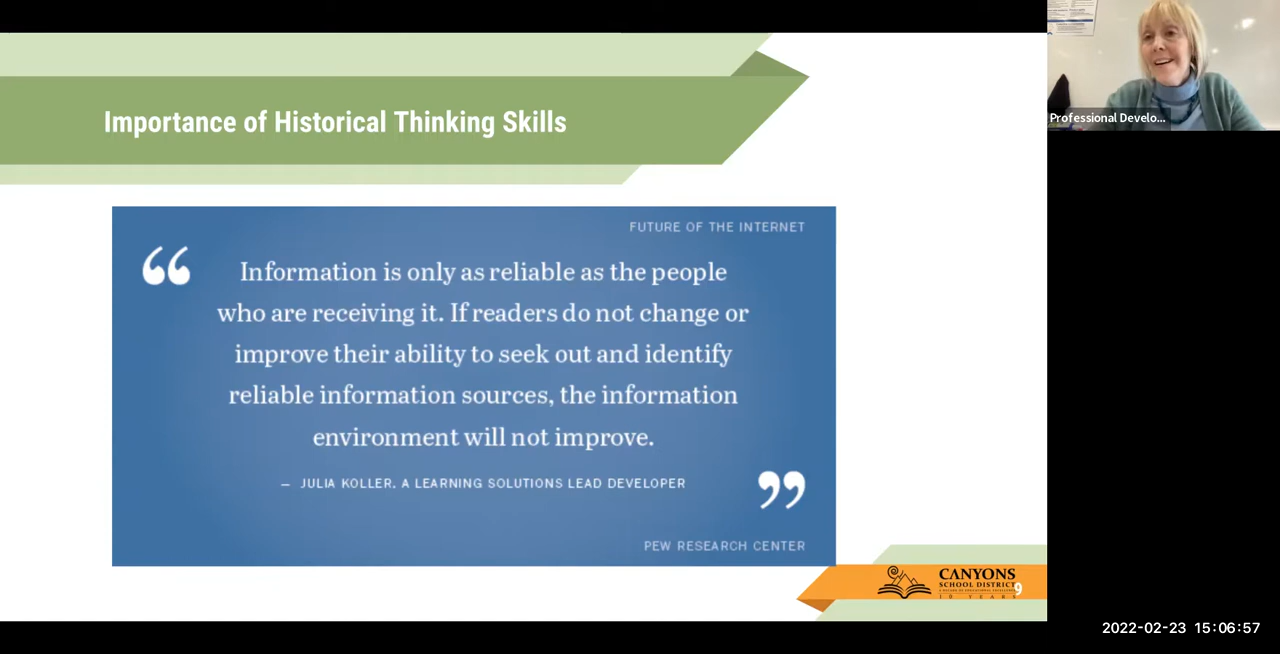 Importance of Historical Thinking Skills
FUTURE OF THE INTERNET
“
Information is only as reliable as the people
who are receiving it. If readers do not change or
improve their ability to seek out and identify
reliable information sources, the information
environment will not improve.
— JULIA KOLLER, A LEARNING SOLUTIONS LEAD DEVELOPER
”
PEW RESEARCH CENTER
CANYONS
SCHOOL DISTRICT
10 YEARS
9
Professional Develo...
2022-02-23 15:06:57